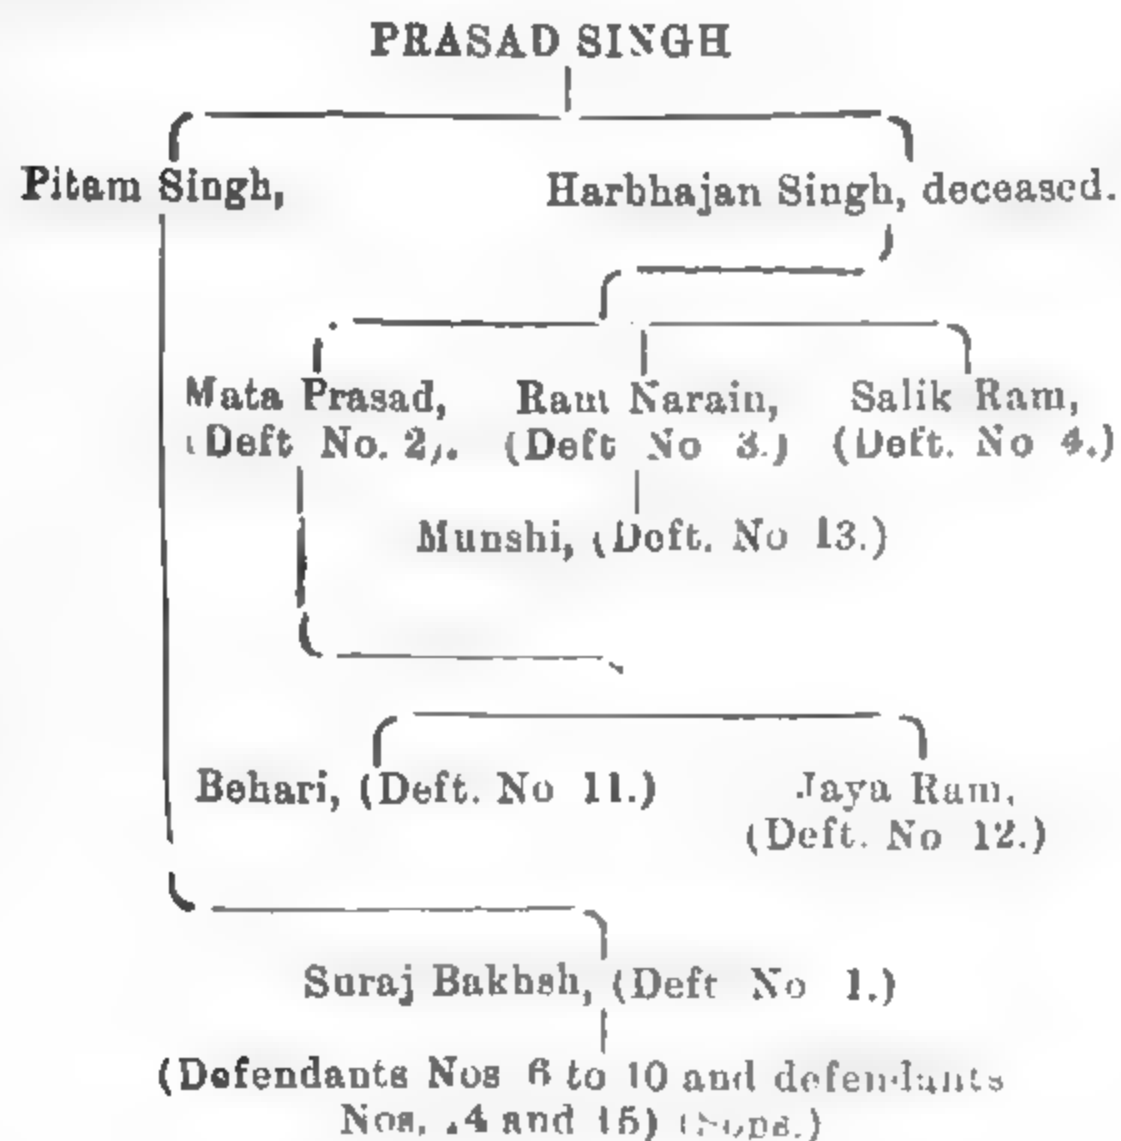 PRASAD SINGH
Pitam Singh,
Harbhajan Singh, deceased.
Mata Prasad, Ram Narain, Salik Ram,
(Deft No. 2). (Deft No 3.) (Deft. No 4.)
Munshi, (Deft. No 13.)
Behari, (Deft. No 11.) Jaya Ram,
(Deft. No 12.)
Suraj Bakhsh, (Deft No 1.)
(Defendants Nos 6 to 10 and defendants
Nos. 14 and 15) (Sons.)